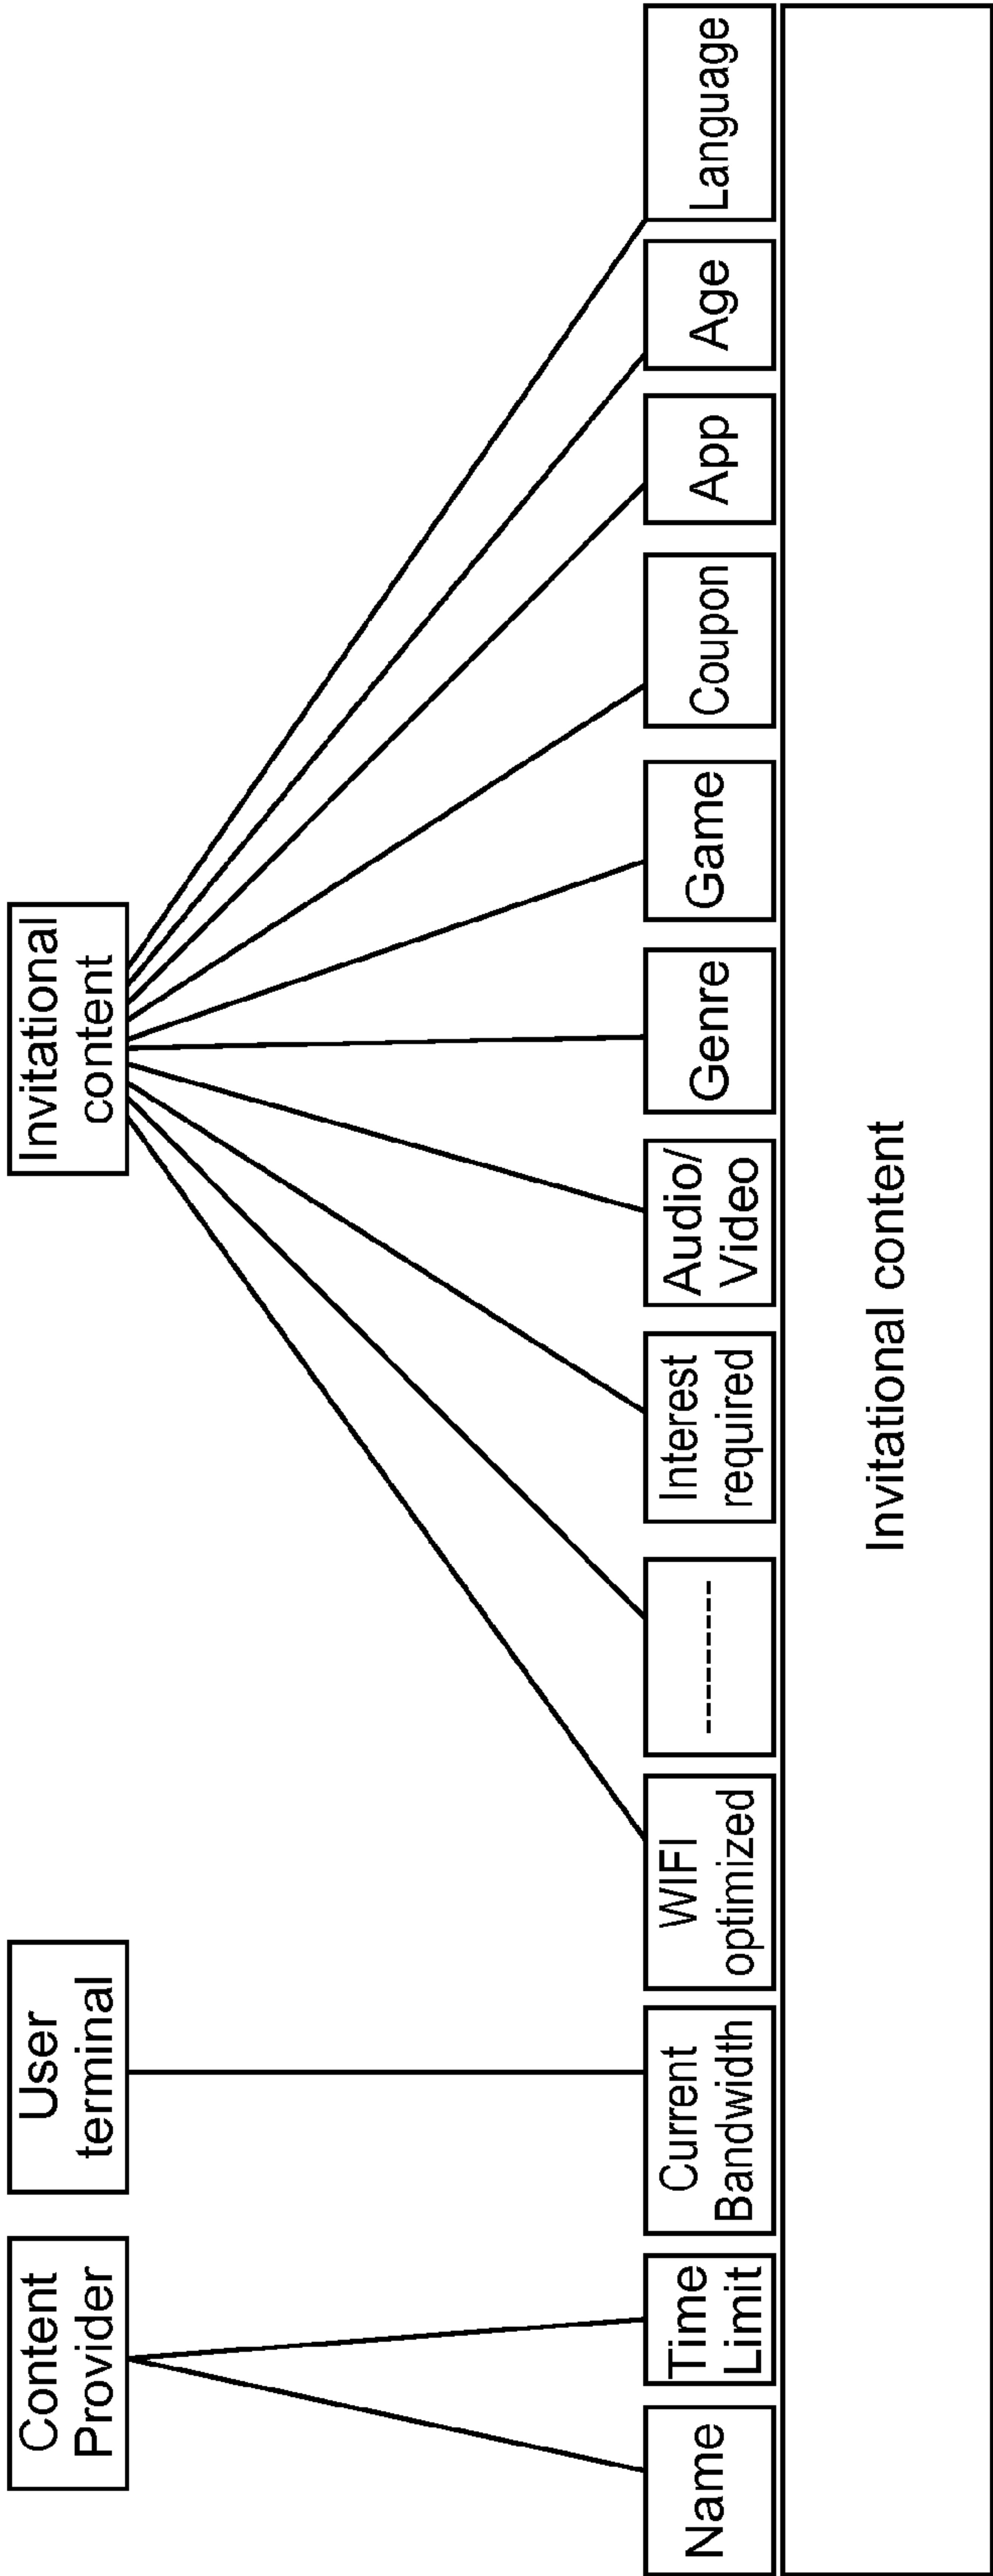 Content
Provider
User
terminal
Invitational
content
Name
Time
Limit
Current
Bandwidth
WIFI
optimized
----------
Interest
required
Audio/
Video
Genre
Game
Coupon
App
Age
Language
Invitational content